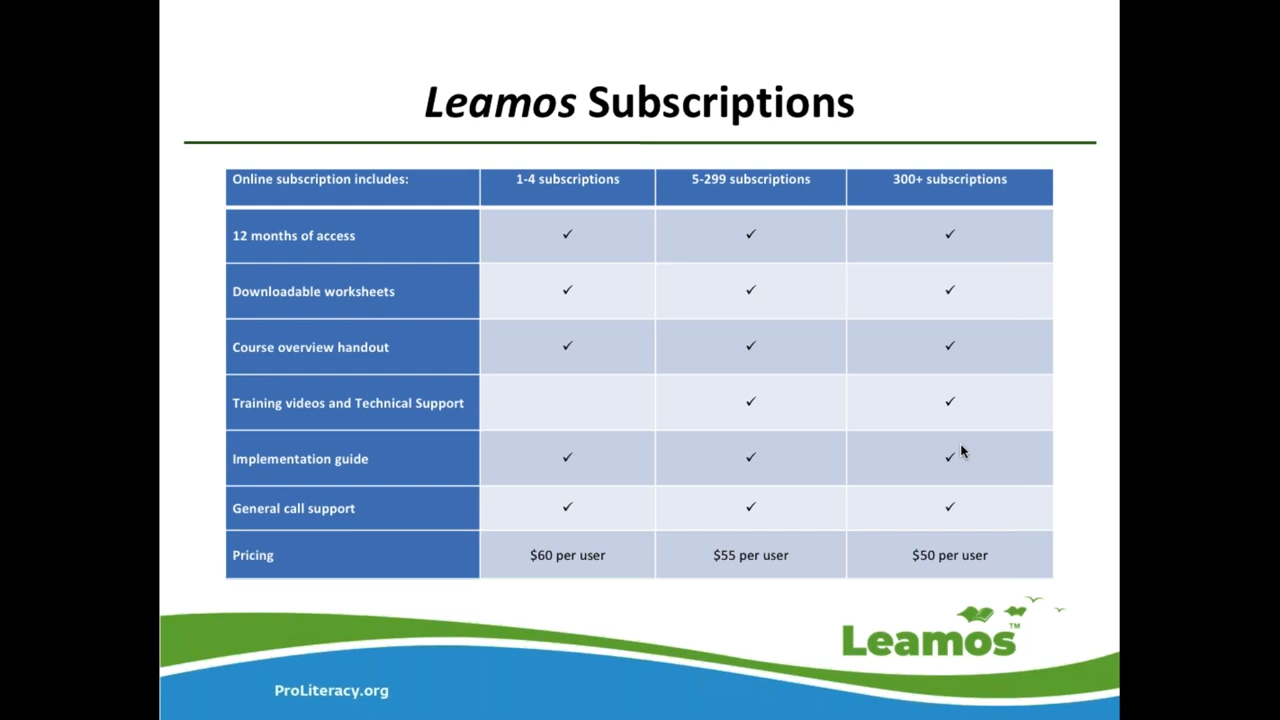 Leamos Subscriptions
Online subscription includes: 1-4 subscriptions 5-299 subscriptions 300+ subscriptions
12 months of access ✓ ✓ ✓
Downloadable worksheets ✓ ✓ ✓
Course overview handout ✓ ✓ ✓
Training videos and Technical Support ✓ ✓
Implementation guide ✓ ✓ ✓
General call support ✓ ✓ ✓
Pricing $60 per user $55 per user $50 per user
Leamos™
ProLiteracy.org